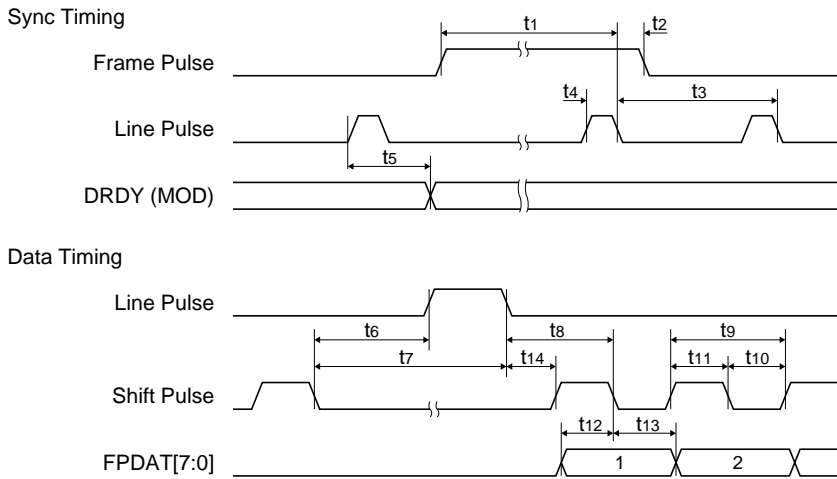 Sync Timing
t1
t2
Frame Pulse
t4
t3
Line Pulse
t5
DRDY (MOD)
Data Timing
Line Pulse
t6
t8
t9
t7
t14
t11
t10
Shift Pulse
t12
t13
FPDAT[7:0]
1
2